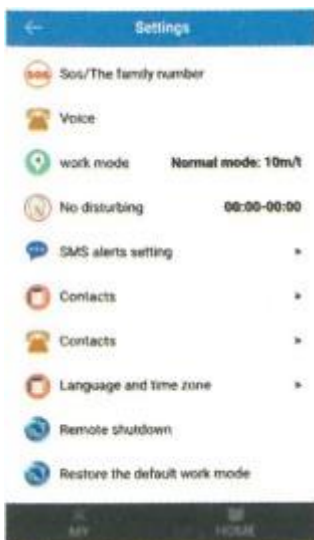 Settings
SOS Sos/The family number
Voice
work mode Normal mode: 10m/t
No disturbing 00:00-00:00
SMS alerts setting
Contacts
Contacts
Language and time zone
Remote shutdown
Restore the default work mode
MY HOME